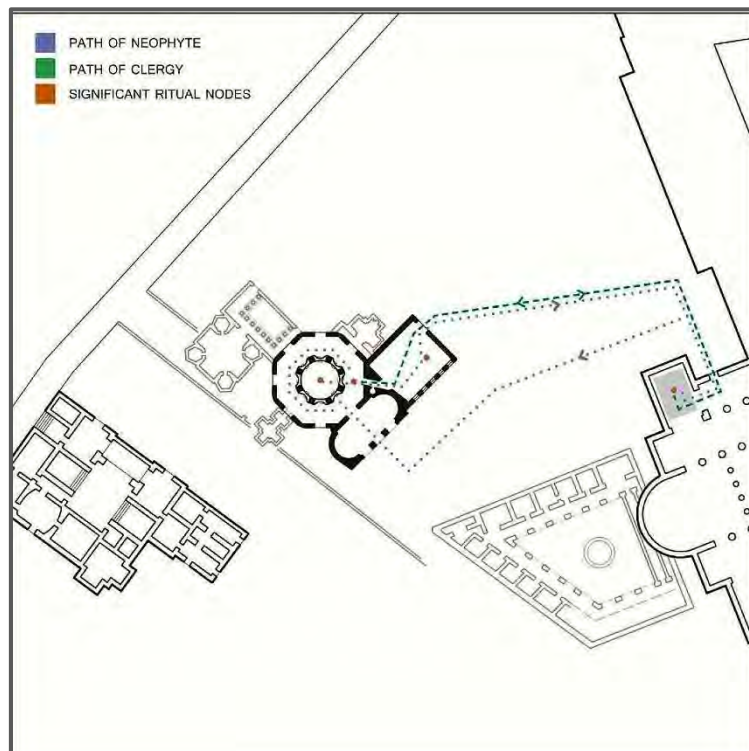 PATH OF NEOPHYTE
PATH OF CLERGY
SIGNIFICANT RITUAL NODES